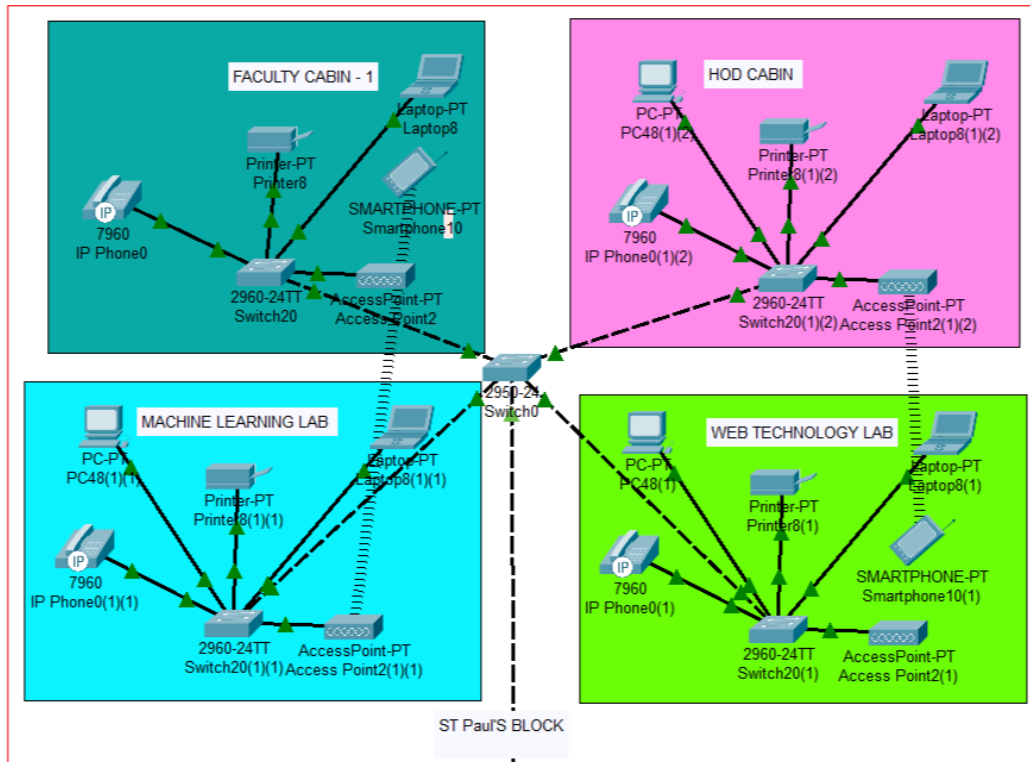 FACULTY CABIN - 1
Laptop-PT
Laptop8
Printer-PT
Printer8
SMARTPHONE-PT
Smartphone10
IP
7960
IP Phone0
2960-24TT
Switch20
AccessPoint-PT
Access Point2
HOD CABIN
PC-PT
PC48(1)(2)
Laptop-PT
Laptop8(1)(2)
Printer-PT
Printer8(1)(2)
IP
7960
IP Phone0(1)(2)
2960-24TT
Switch20(1)(2)
AccessPoint-PT
Access Point2(1)(2)
2950-24
Switch0
MACHINE LEARNING LAB
PC-PT
PC48(1)(1)
Laptop-PT
Laptop8(1)(1)
Printer-PT
Printer8(1)(1)
IP
7960
IP Phone0(1)(1)
2960-24TT
Switch20(1)(1)
AccessPoint-PT
Access Point2(1)(1)
WEB TECHNOLOGY LAB
PC-PT
PC48(1)
Laptop-PT
Laptop8(1)
Printer-PT
Printer8(1)
IP
7960
IP Phone0(1)
SMARTPHONE-PT
Smartphone10(1)
2960-24TT
Switch20(1)
AccessPoint-PT
Access Point2(1)
ST Paul'S BLOCK